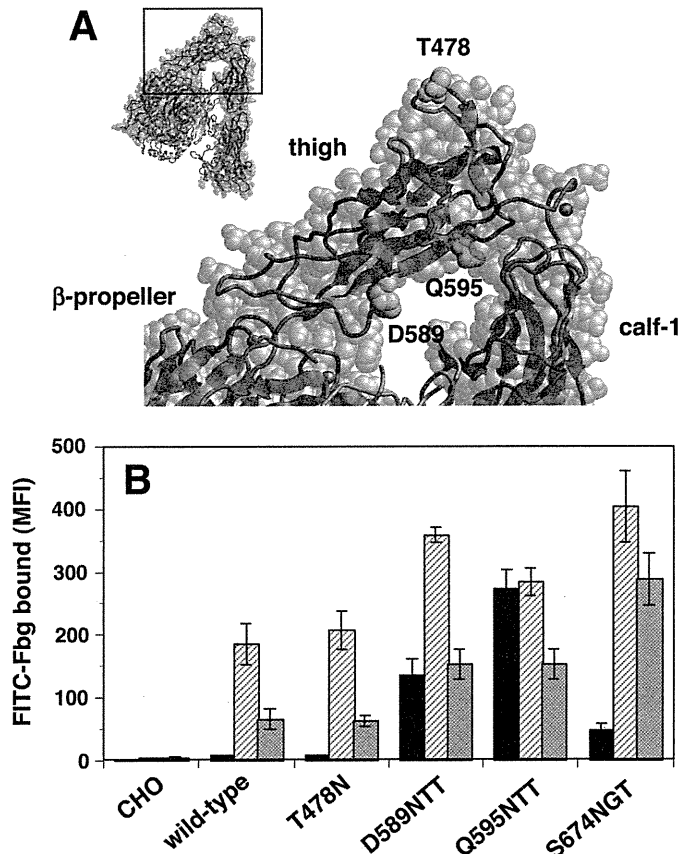 A
T478
thigh
β-propeller
Q595
D589
calf-1
B
FITC-Fbg bound (MFI)
500
400
300
200
100
0
CHO
wild-type
T478N
D589NTT
Q595NTT
S674NGT